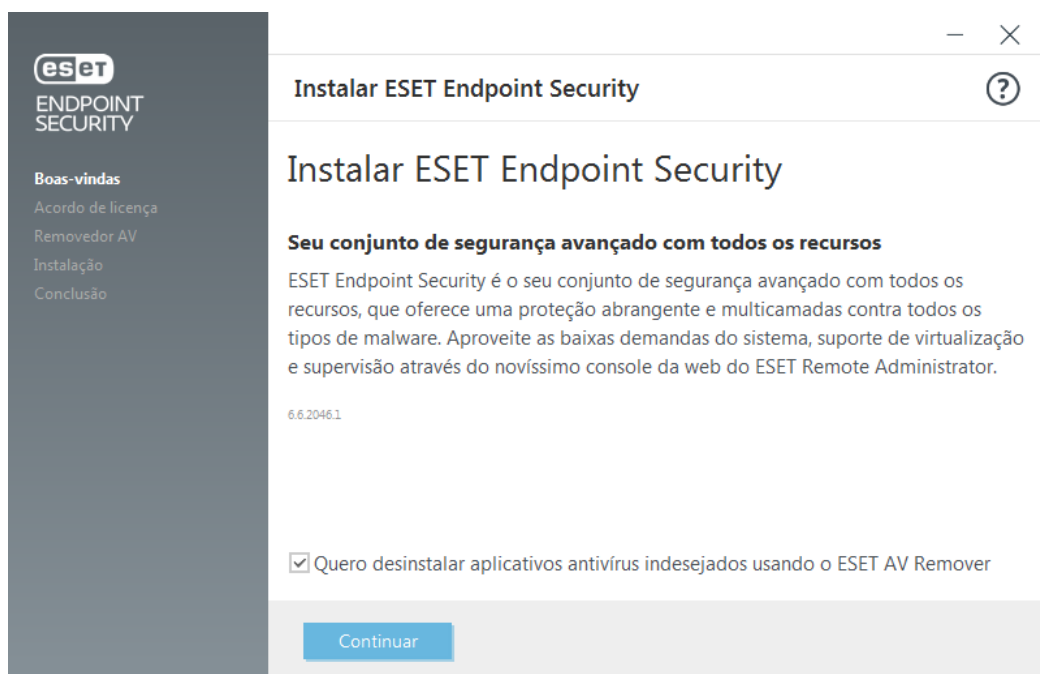 eset
ENDPOINT
SECURITY
Boas-vindas
Acordo de licença
Removedor AV
Instalação
Conclusão
Instalar ESET Endpoint Security
?
Instalar ESET Endpoint Security
Seu conjunto de segurança avançado com todos os recursos
ESET Endpoint Security é o seu conjunto de segurança avançado com todos os
recursos, que oferece uma proteção abrangente e multicamadas contra todos os
tipos de malware. Aproveite as baixas demandas do sistema, suporte de virtualização
e supervisão através do novíssimo console da web do ESET Remote Administrator.
6.6.2046.1
Quero desinstalar aplicativos antivírus indesejados usando o ESET AV Remover
Continuar